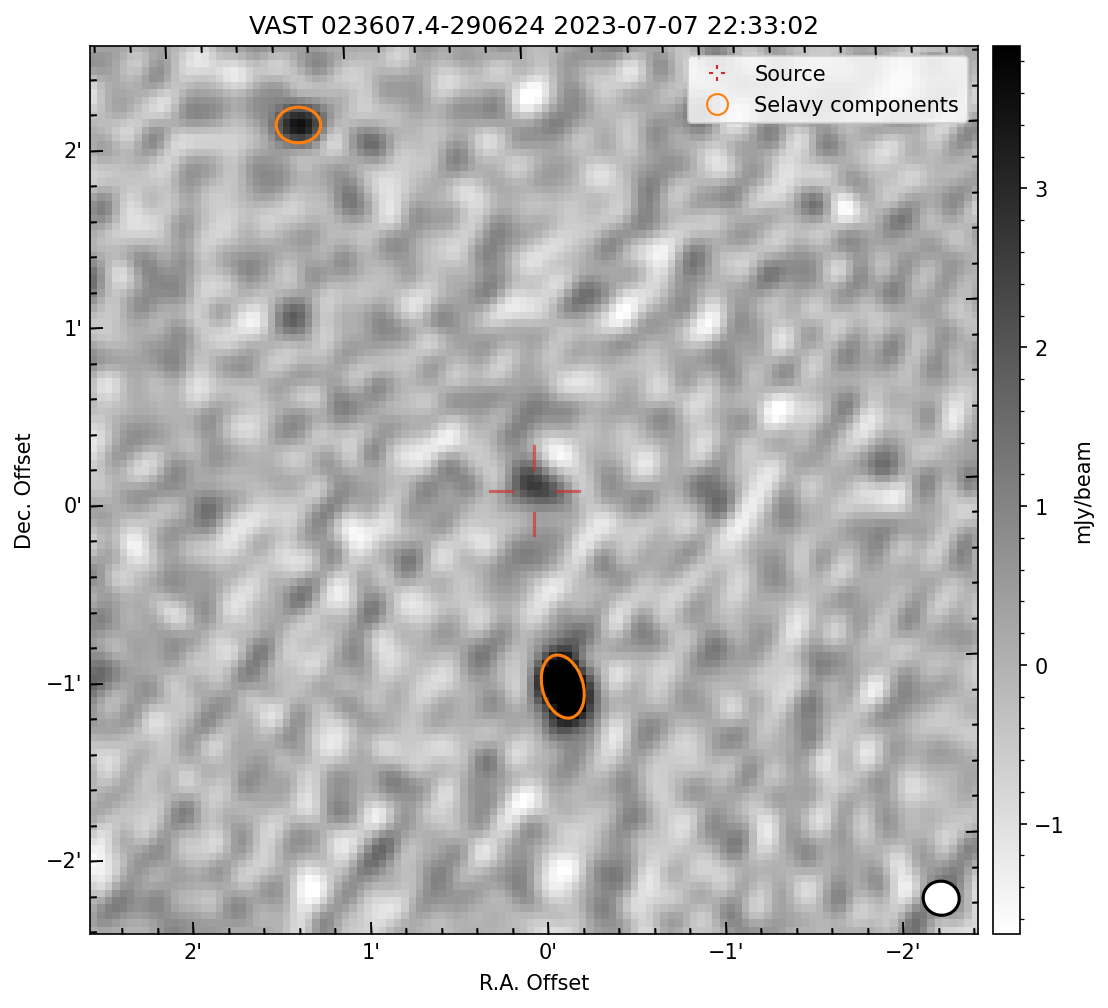 VAST 023607.4-290624 2023-07-07 22:33:02
Source
Selavy components
2'
1'
0'
−1'
−2'
Dec. Offset
2'
1'
0'
−1'
−2'
R.A. Offset
3
2
1
0
−1
mJy/beam